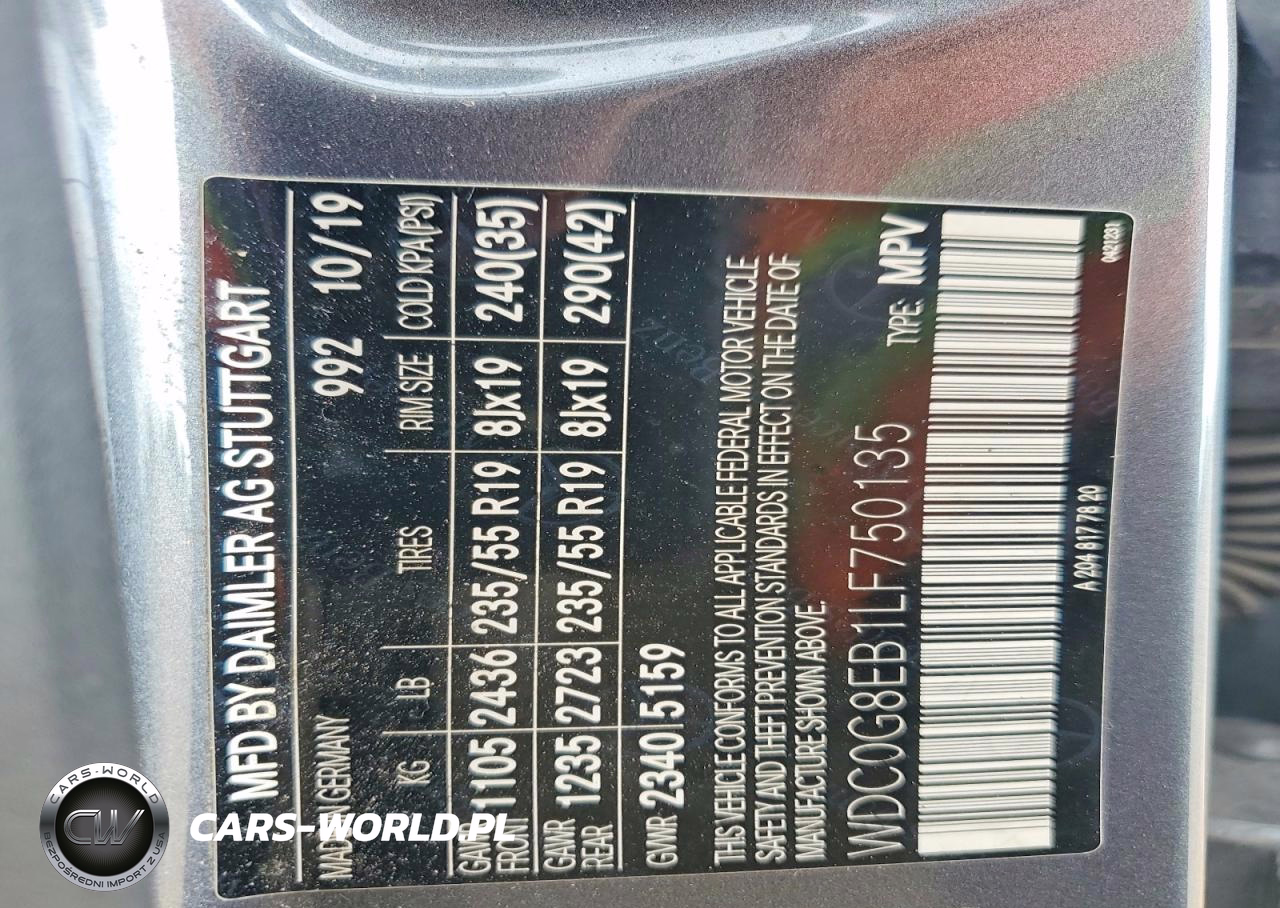 MFD BY DAIMLER AG STUTTGART
MADE IN GERMANY 992 10/19
KG LB TIRES RIM SIZE COLD KPA(PSI)
GAWR FRONT 1105 2436 235/55 R19 8Jx19 240(35)
GAWR REAR 1235 2723 235/55 R19 8Jx19 290(42)
GVWR 2340 5159
THIS VEHICLE CONFORMS TO ALL APPLICABLE FEDERAL MOTOR VEHICLE
SAFETY AND THEFT PREVENTION STANDARDS IN EFFECT ON THE DATE OF
MANUFACTURE SHOWN ABOVE.
WDC0G8EB1LF750135 TYPE: MPV
A 204 817 78 20
CARS-WORLD
CW
BEZPOŚREDNI IMPORT Z USA
CARS-WORLD.PL